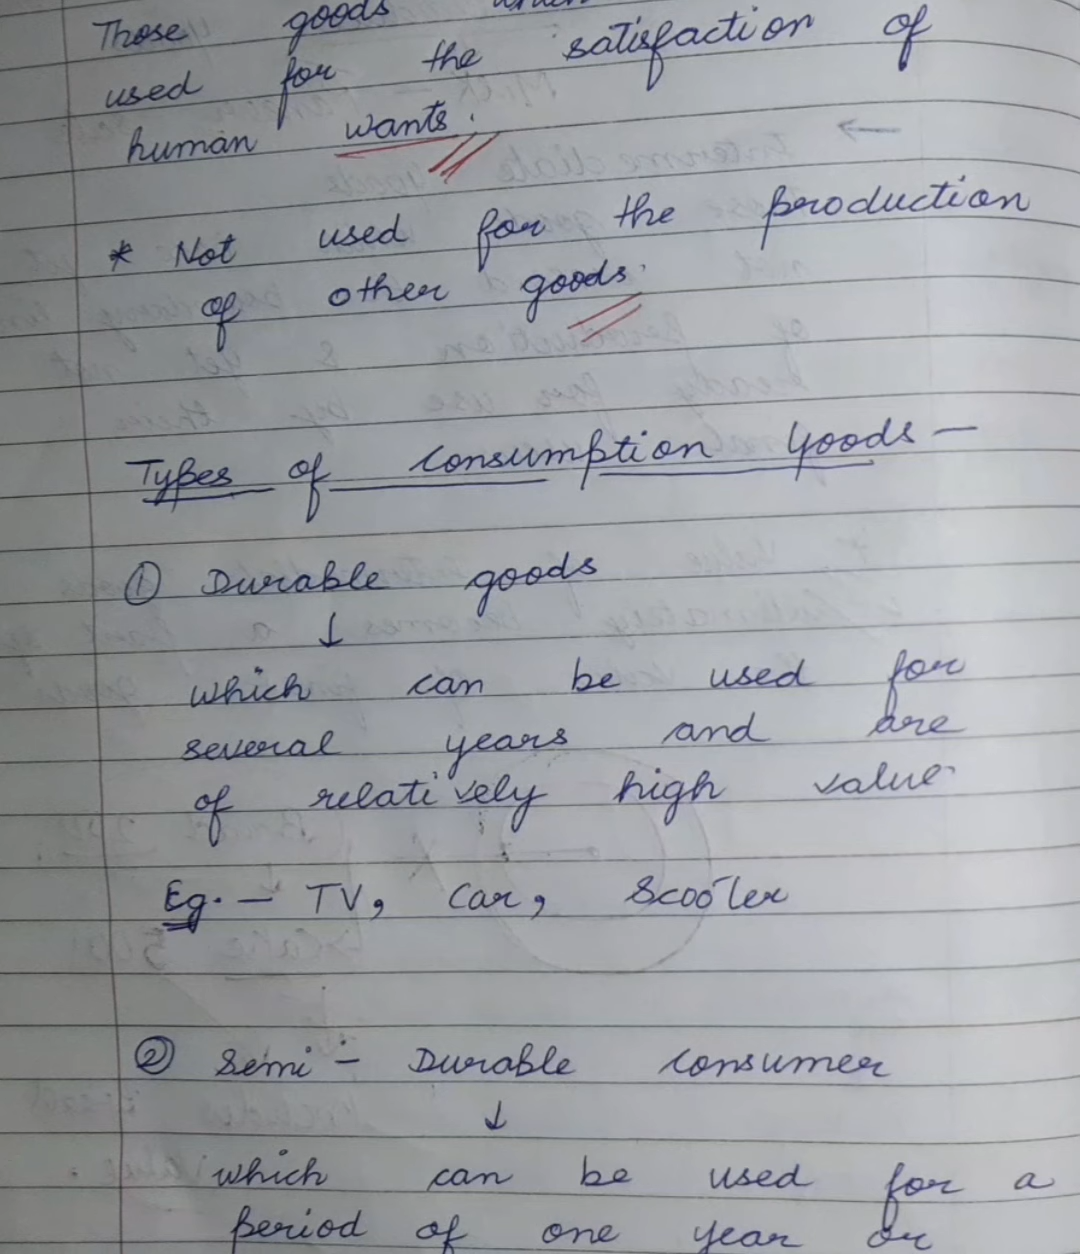 Those goods which
used for the satisfaction of
human wants.
* Not used for the production
of other goods.
Types of consumption goods —
① Durable goods
↓
which can be used for
several years and are
of relatively high value
Eg. — TV, Car, Scooter
② Semi - Durable consumer
↓
which can be used for a
period of one year or